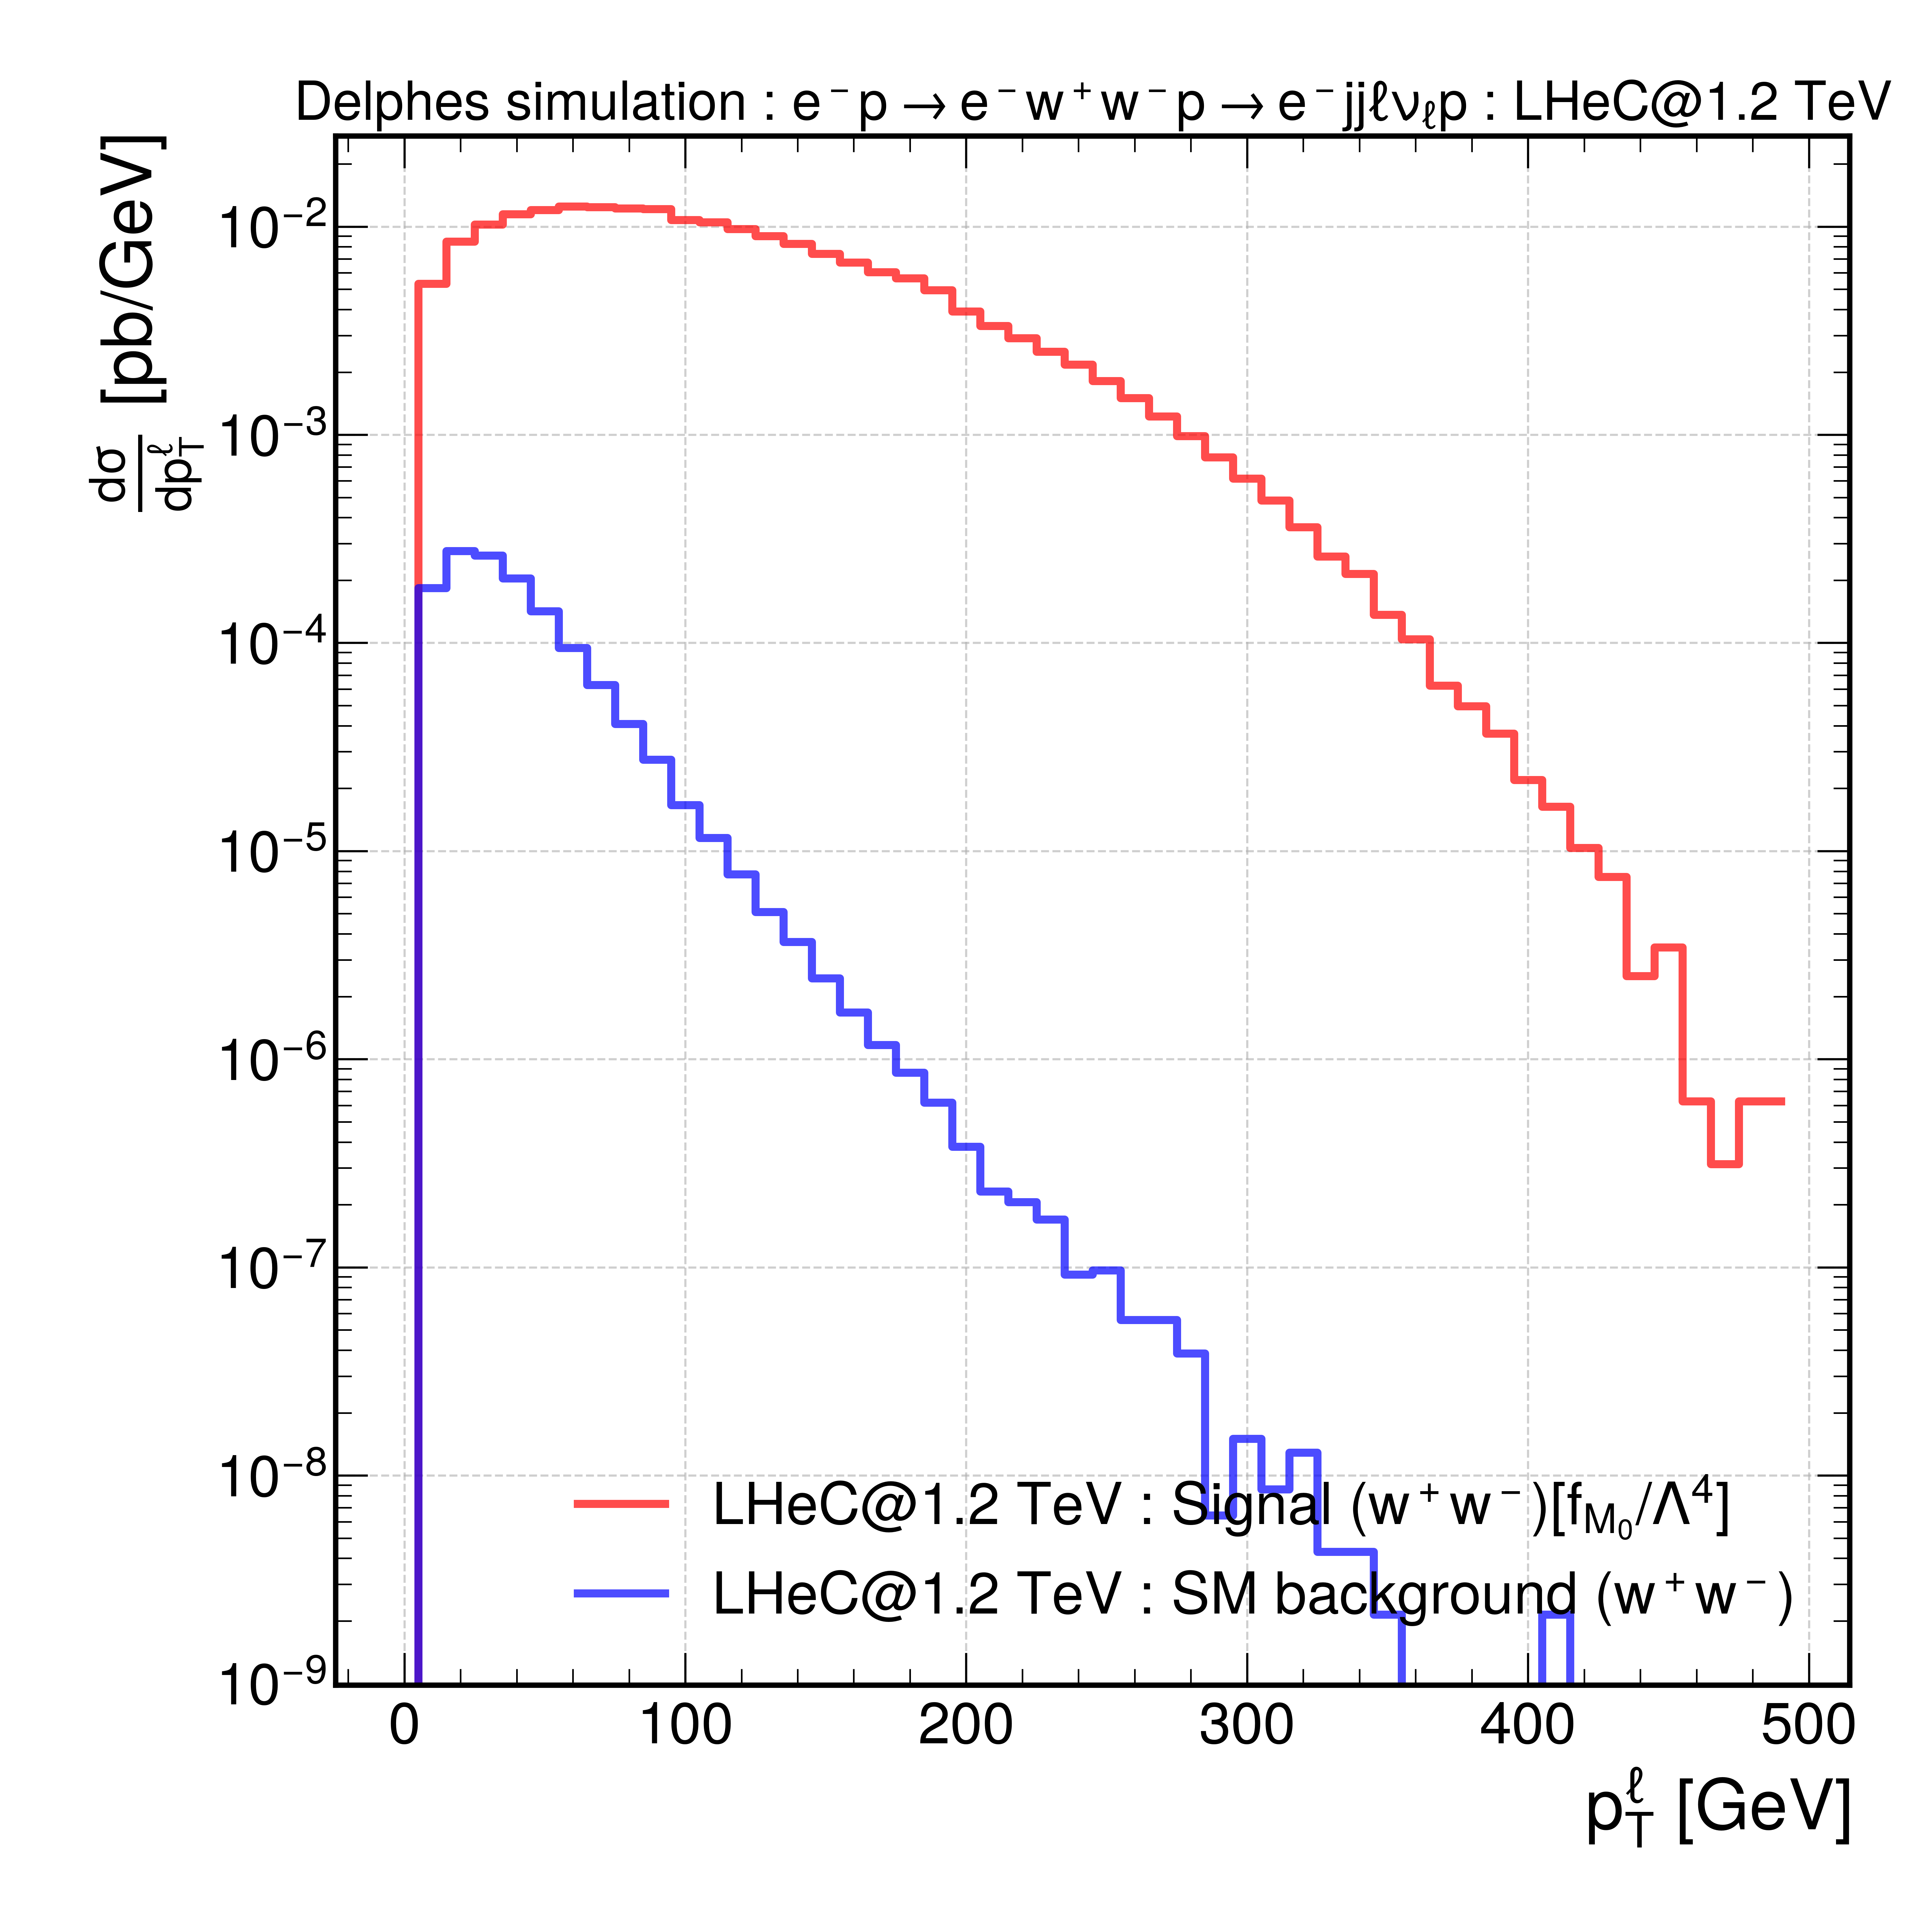 Delphes simulation : e⁻p → e⁻w⁺w⁻p → e⁻jjℓν_ℓp : LHeC@1.2 TeV
dσ/dp_T^ℓ [pb/GeV]
10⁻²
10⁻³
10⁻⁴
10⁻⁵
10⁻⁶
10⁻⁷
10⁻⁸
10⁻⁹
LHeC@1.2 TeV : Signal (w⁺w⁻)[f_{M₀}/Λ⁴]
LHeC@1.2 TeV : SM background (w⁺w⁻)
0 100 200 300 400 500
p_T^ℓ [GeV]